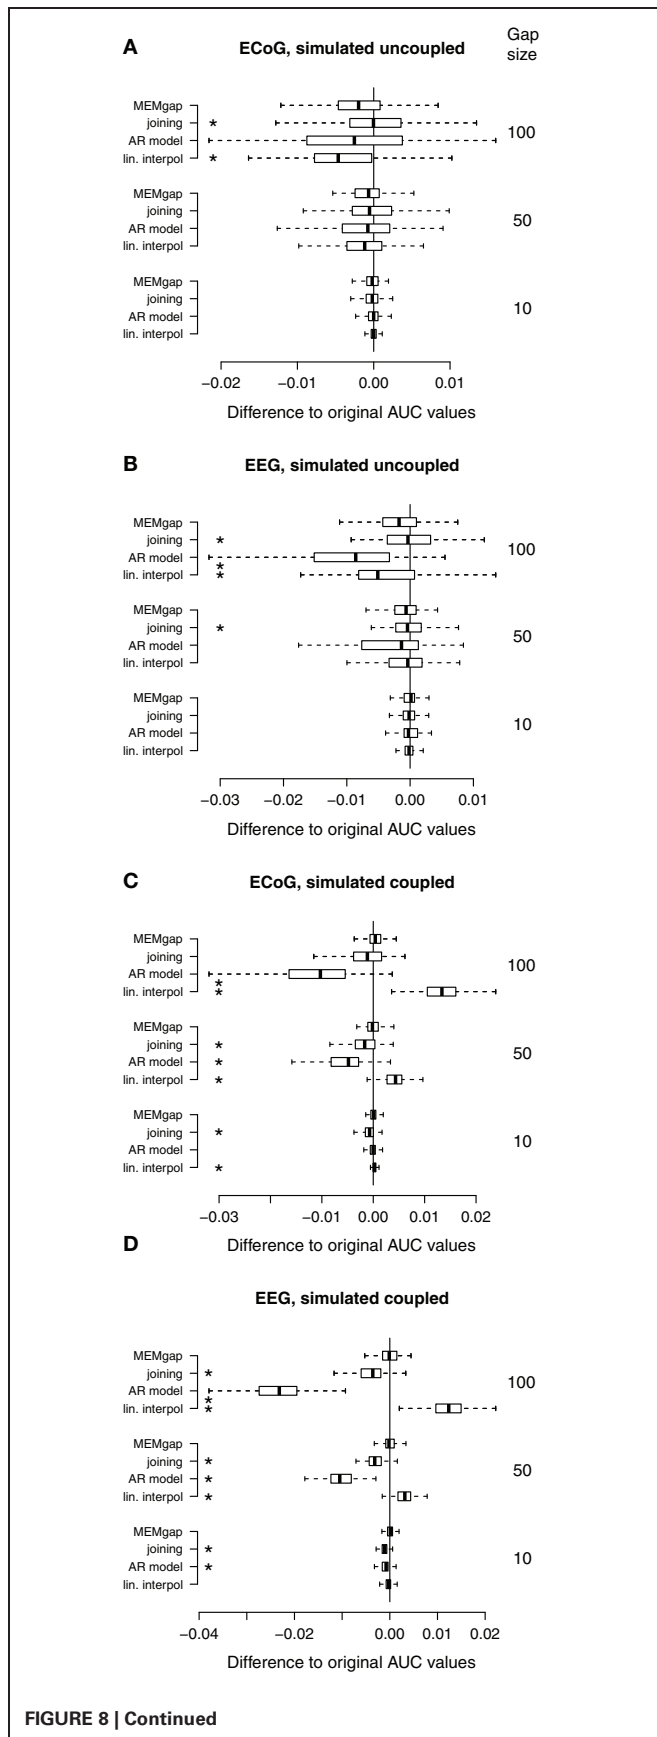 A
ECoG, simulated uncoupled
Gap
size
MEMgap
joining
*
AR model
lin. interpol
*
100
MEMgap
joining
AR model
lin. interpol
50
MEMgap
joining
AR model
lin. interpol
10
−0.02 −0.01 0.00 0.01
Difference to original AUC values
B
EEG, simulated uncoupled
MEMgap
joining
*
AR model
*
lin. interpol
*
100
MEMgap
joining
*
AR model
lin. interpol
50
MEMgap
joining
AR model
lin. interpol
10
−0.03 −0.02 −0.01 0.00 0.01
Difference to original AUC values
C
ECoG, simulated coupled
MEMgap
joining
AR model
*
lin. interpol
*
100
MEMgap
joining
*
AR model
*
lin. interpol
*
50
MEMgap
joining
*
AR model
lin. interpol
*
10
−0.03 −0.01 0.00 0.01 0.02
Difference to original AUC values
D
EEG, simulated coupled
MEMgap
joining
*
AR model
*
lin. interpol
*
100
MEMgap
joining
*
AR model
*
lin. interpol
*
50
MEMgap
joining
*
AR model
*
lin. interpol
10
−0.04 −0.02 0.00 0.01 0.02
Difference to original AUC values
FIGURE 8 | Continued